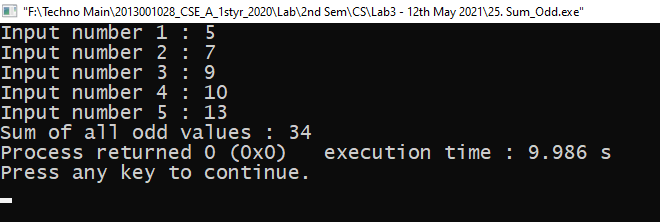 "F:\Techno Main\2013001028_CSE_A_1styr_2020\Lab\2nd Sem\CS\Lab3 - 12th May 2021\25. Sum_Odd.exe"
Input number 1 : 5
Input number 2 : 7
Input number 3 : 9
Input number 4 : 10
Input number 5 : 13
Sum of all odd values : 34
Process returned 0 (0x0)   execution time : 9.986 s
Press any key to continue.